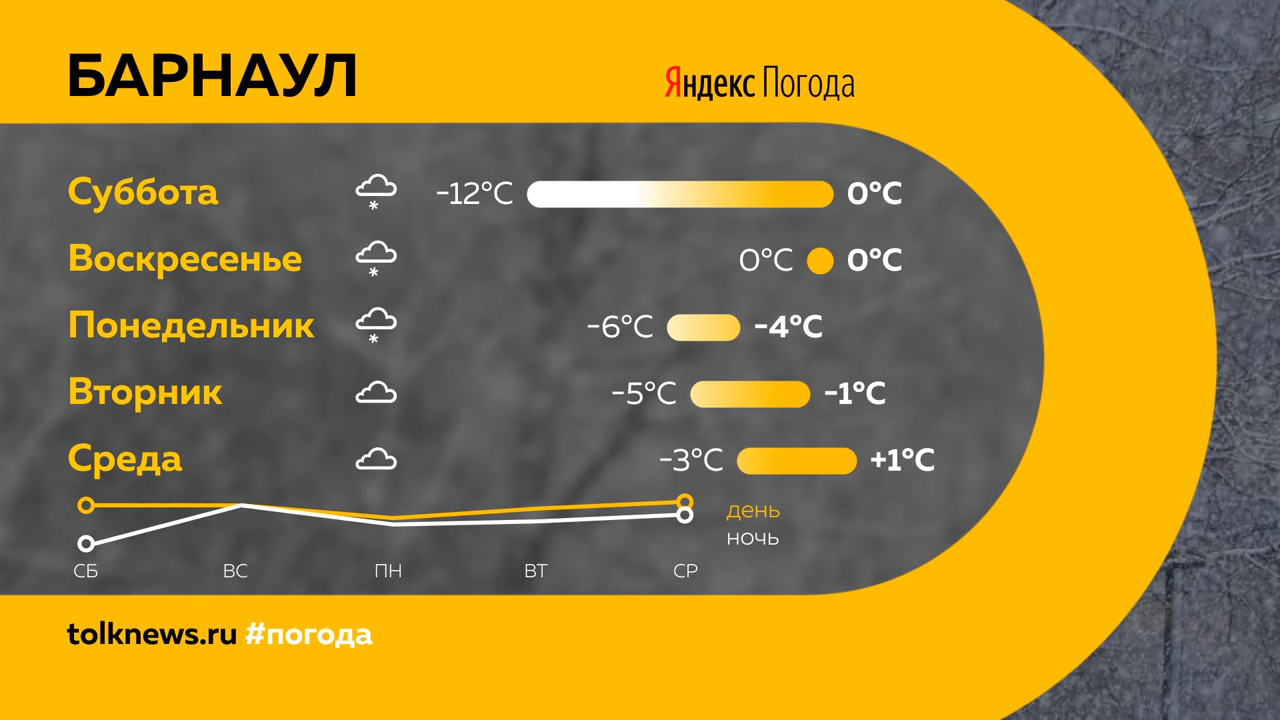 БАРНАУЛ
Яндекс Погода
Суббота -12°C 0°C
Воскресенье 0°C 0°C
Понедельник -6°C -4°C
Вторник -5°C -1°C
Среда -3°C +1°C
день
ночь
СБ ВС ПН ВТ СР
tolknews.ru #погода